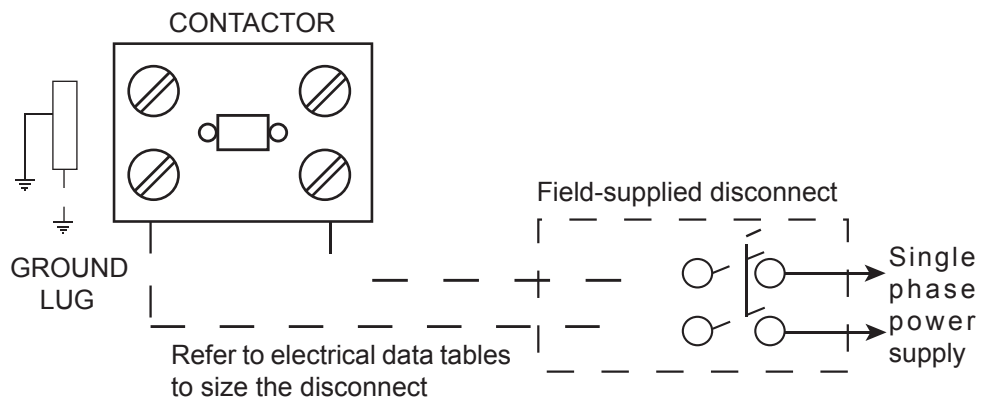 CONTACTOR
GROUND
LUG
Field-supplied disconnect
Single
phase
power
supply
Refer to electrical data tables
to size the disconnect